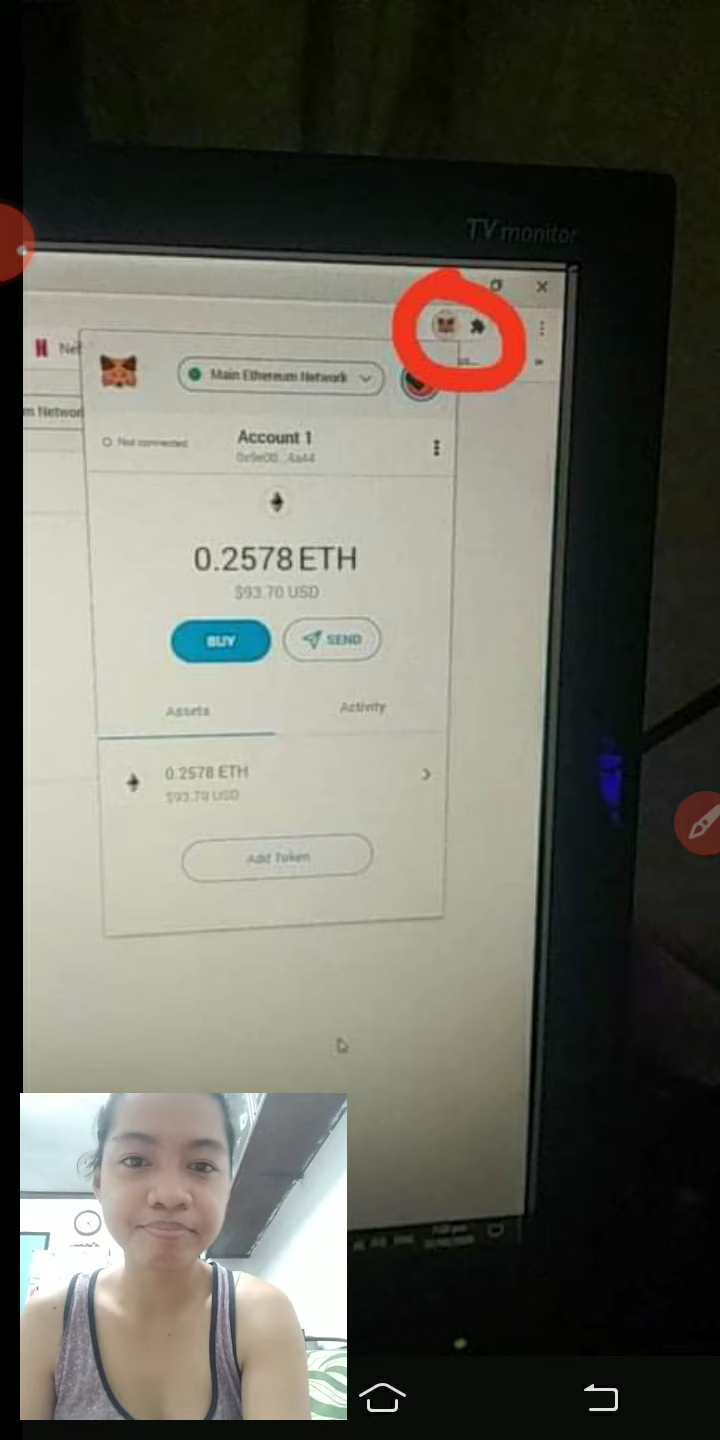 TV monitor
Net
Main Ethereum Network
Not connected
Account 1
BUY
SEND
0.2578 ETH
$93.70 USD
Assets
Activity
0.2578 ETH
$93.70 USD
Add Token